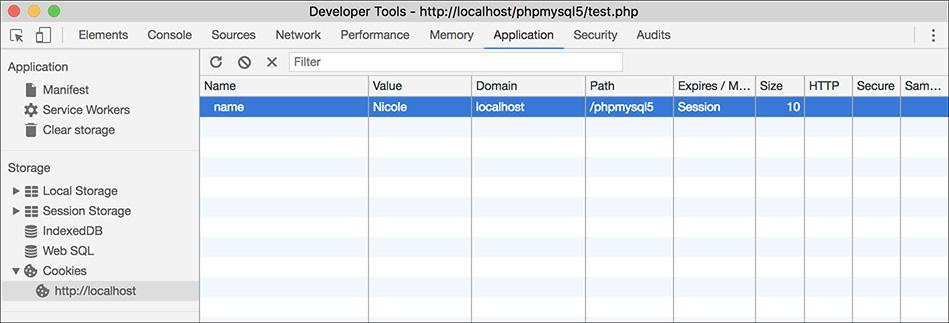 Developer Tools - http://localhost/phpmysql5/test.php
Elements Console Sources Network Performance Memory Application Security Audits
Application
Manifest
Service Workers
Clear storage
Storage
Local Storage
Session Storage
IndexedDB
Web SQL
Cookies
http://localhost
Filter
Name Value Domain Path Expires / M... Size HTTP Secure Sam...
name Nicole localhost /phpmysql5 Session 10